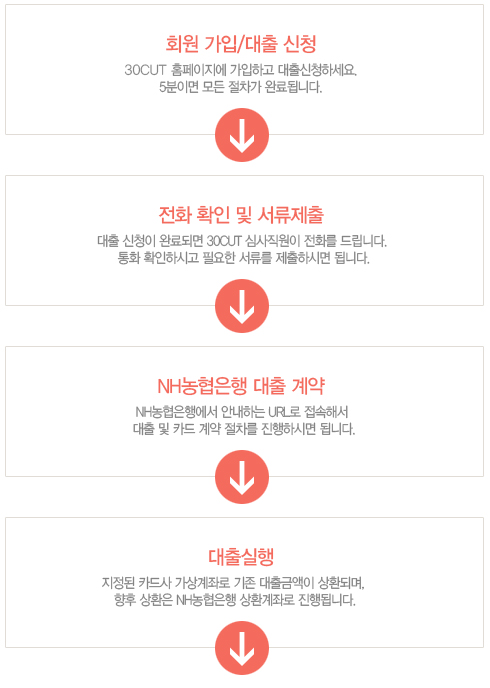 회원 가입/대출 신청
30CUT 홈페이지에 가입하고 대출신청하세요.
5분이면 모든 절차가 완료됩니다.
전화 확인 및 서류제출
대출 신청이 완료되면 30CUT 심사직원이 전화를 드립니다.
통화 확인하시고 필요한 서류를 제출하시면 됩니다.
NH농협은행 대출 계약
NH농협은행에서 안내하는 URL로 접속해서
대출 및 카드 계약 절차를 진행하시면 됩니다.
대출실행
지정된 카드사 가상계좌로 기존 대출금액이 상환되며,
향후 상환은 NH농협은행 상환계좌로 진행됩니다.